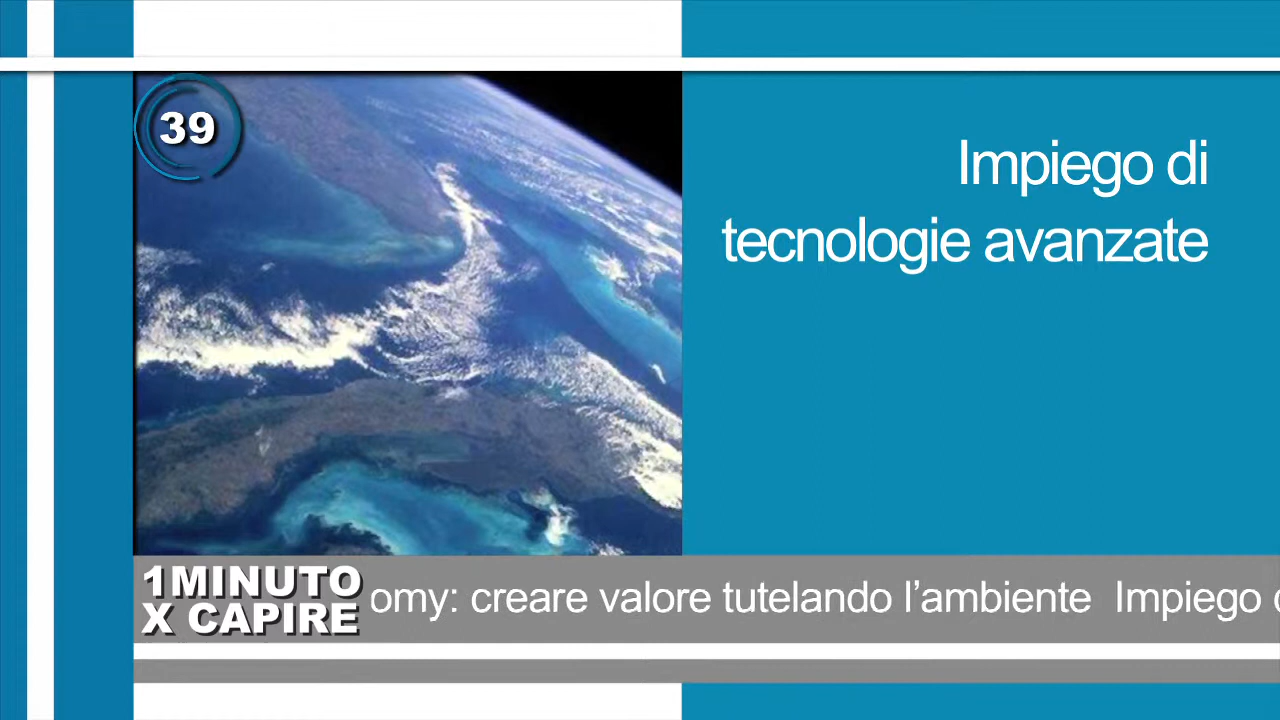 39
Impiego di
tecnologie avanzate
1MINUTO
X CAPIRE
omy: creare valore tutelando l’ambiente Impiego